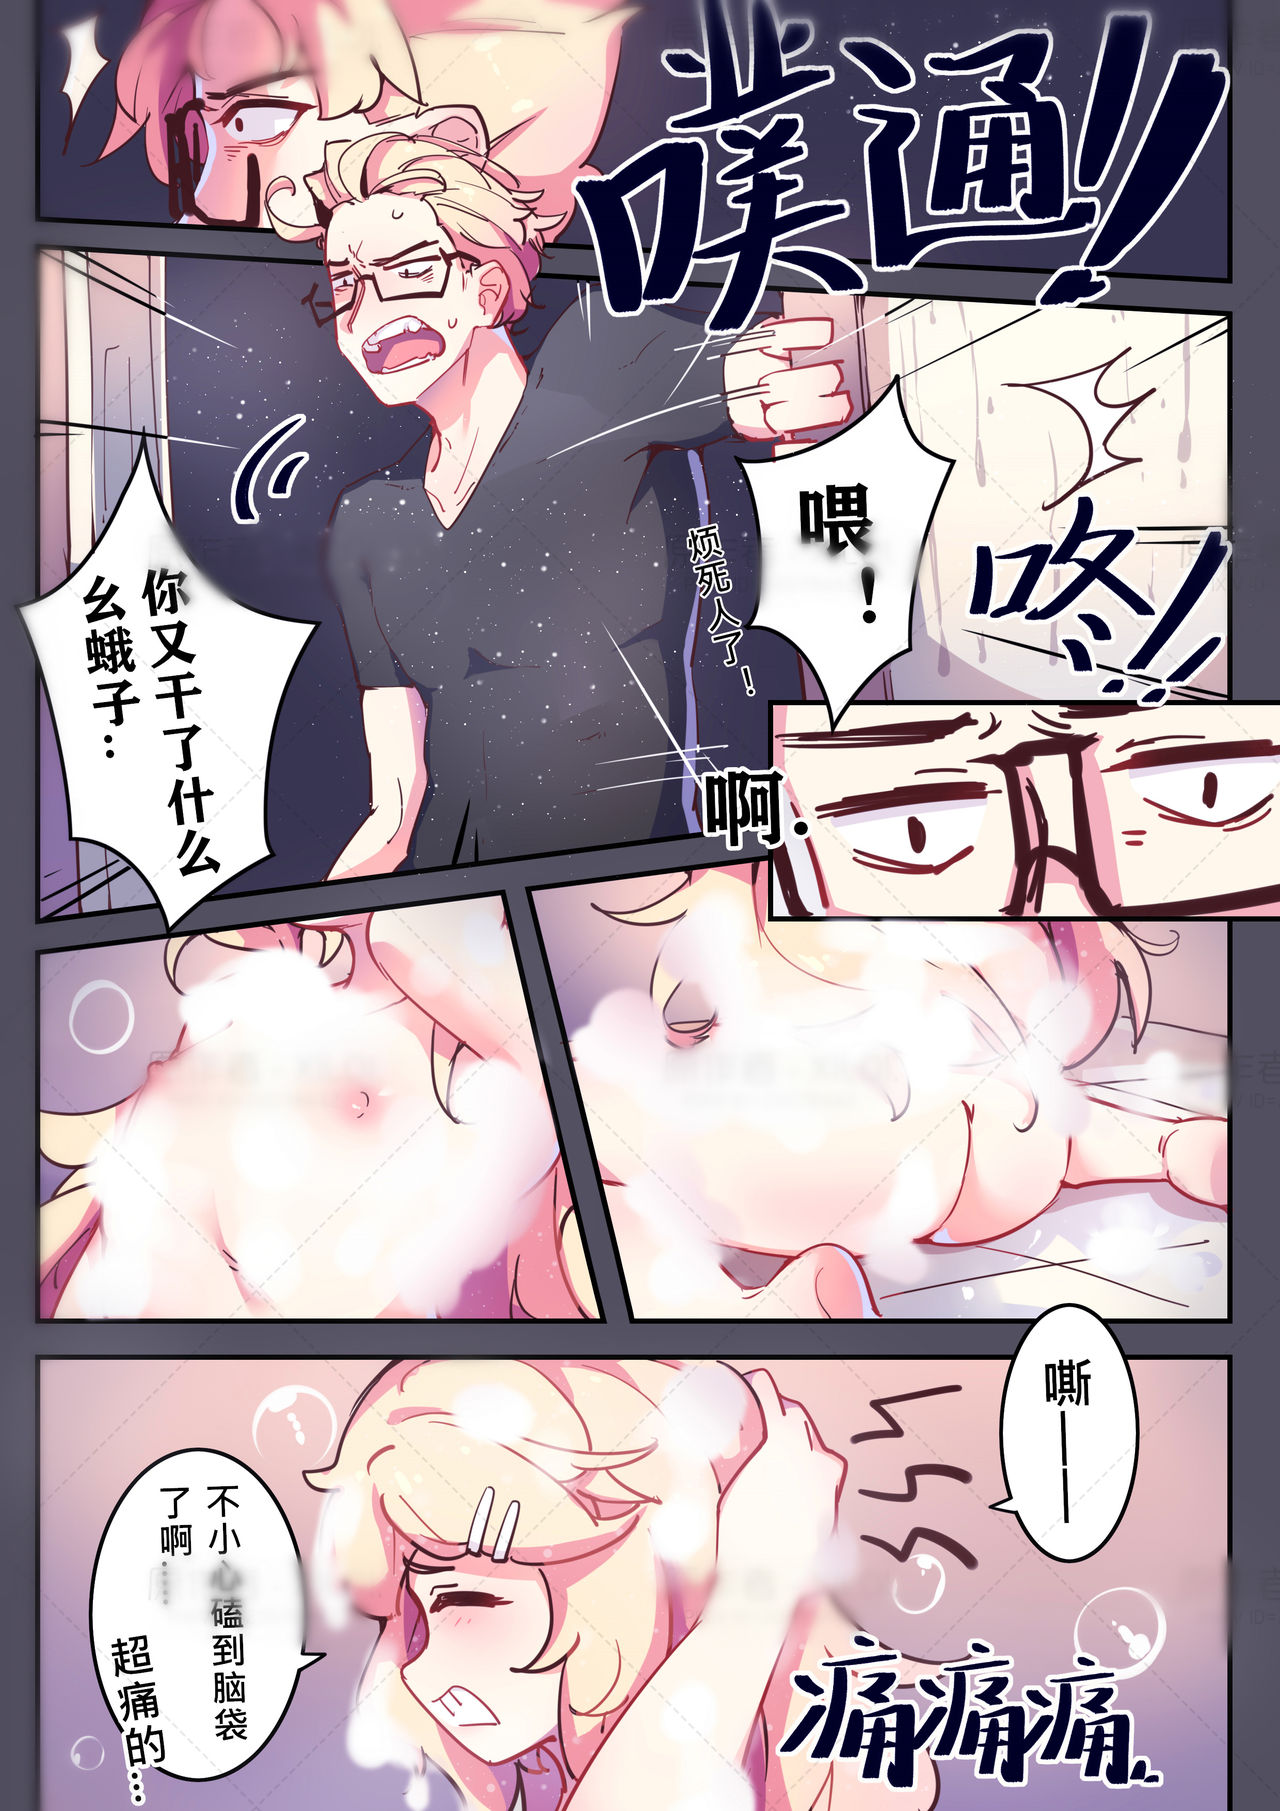 噗通!!
喂!
咚!!
烦死人了!
你又干了什么
幺蛾子…
啊.
嘶——
不小心磕到脑袋
了啊……
超痛的…
痛痛痛